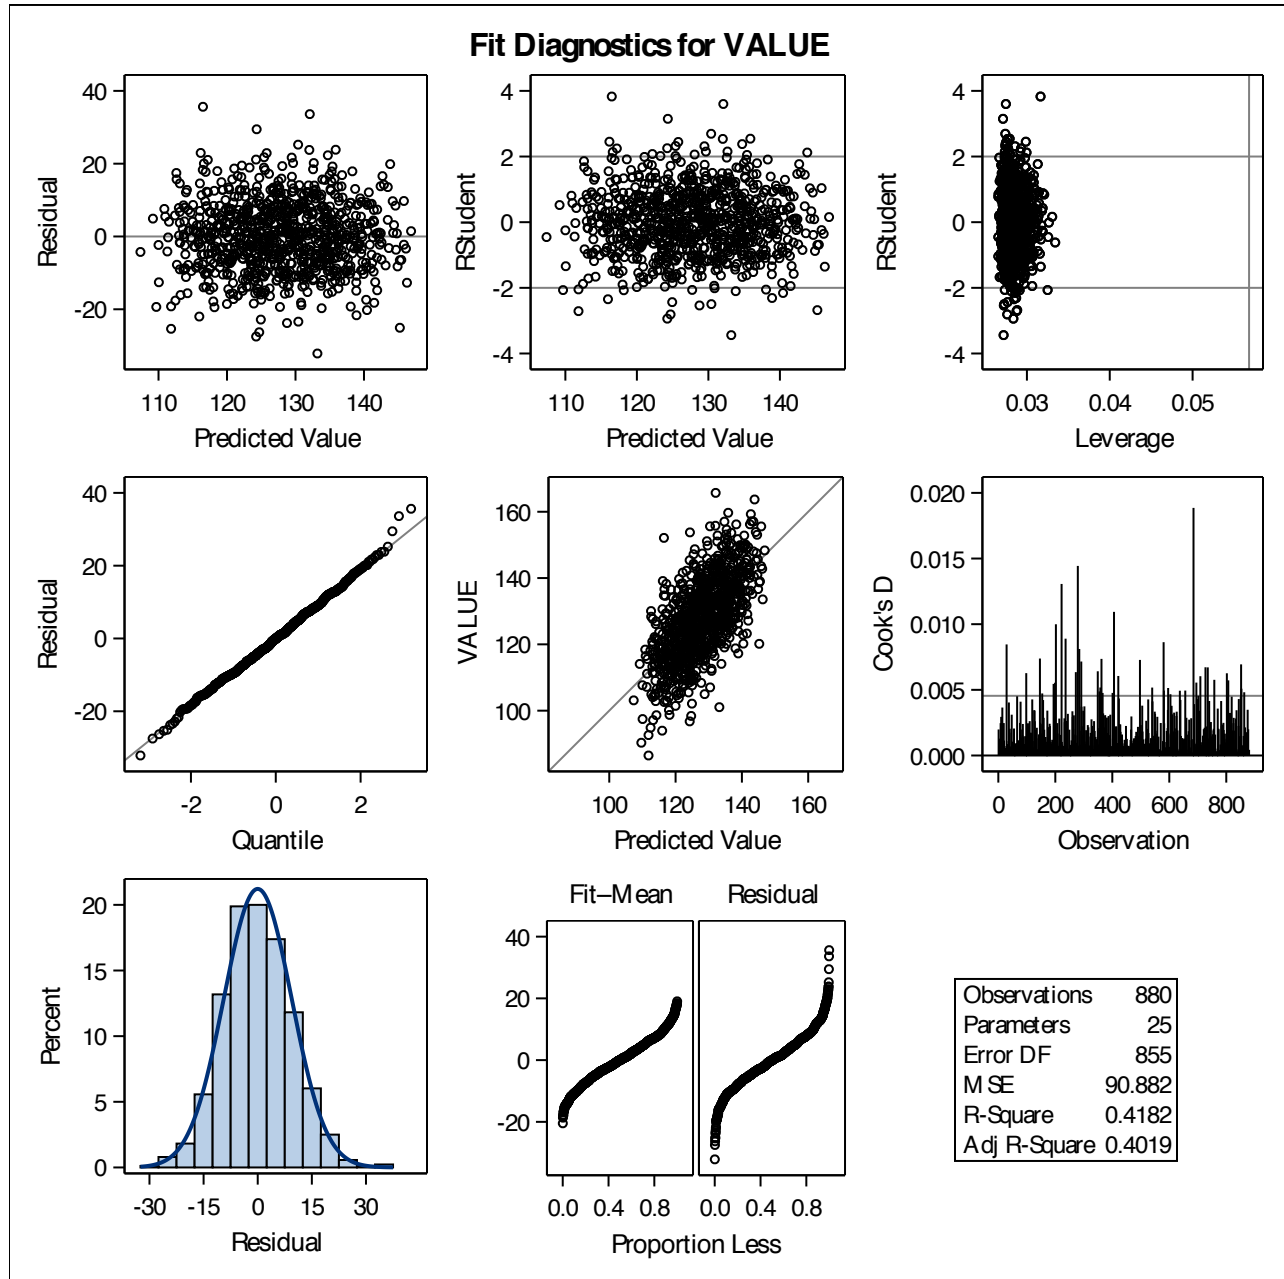 Fit Diagnostics for VALUE
40
20
0
-20
Residual
110 120 130 140
Predicted Value
4
2
0
-2
-4
RStudent
110 120 130 140
Predicted Value
4
2
0
-2
-4
RStudent
0.03 0.04 0.05
Leverage
40
20
0
-20
Residual
-2 0 2
Quantile
160
140
120
100
VALUE
100 120 140 160
Predicted Value
0.020
0.015
0.010
0.005
0.000
Cook's D
0 200 400 600 800
Observation
20
15
10
5
0
Percent
-30 -15 0 15 30
Residual
Fit–Mean Residual
40
20
0
-20
0.0 0.4 0.8 0.0 0.4 0.8
Proportion Less
Observations 880
Parameters 25
Error DF 855
MSE 90.882
R-Square 0.4182
Adj R-Square 0.4019